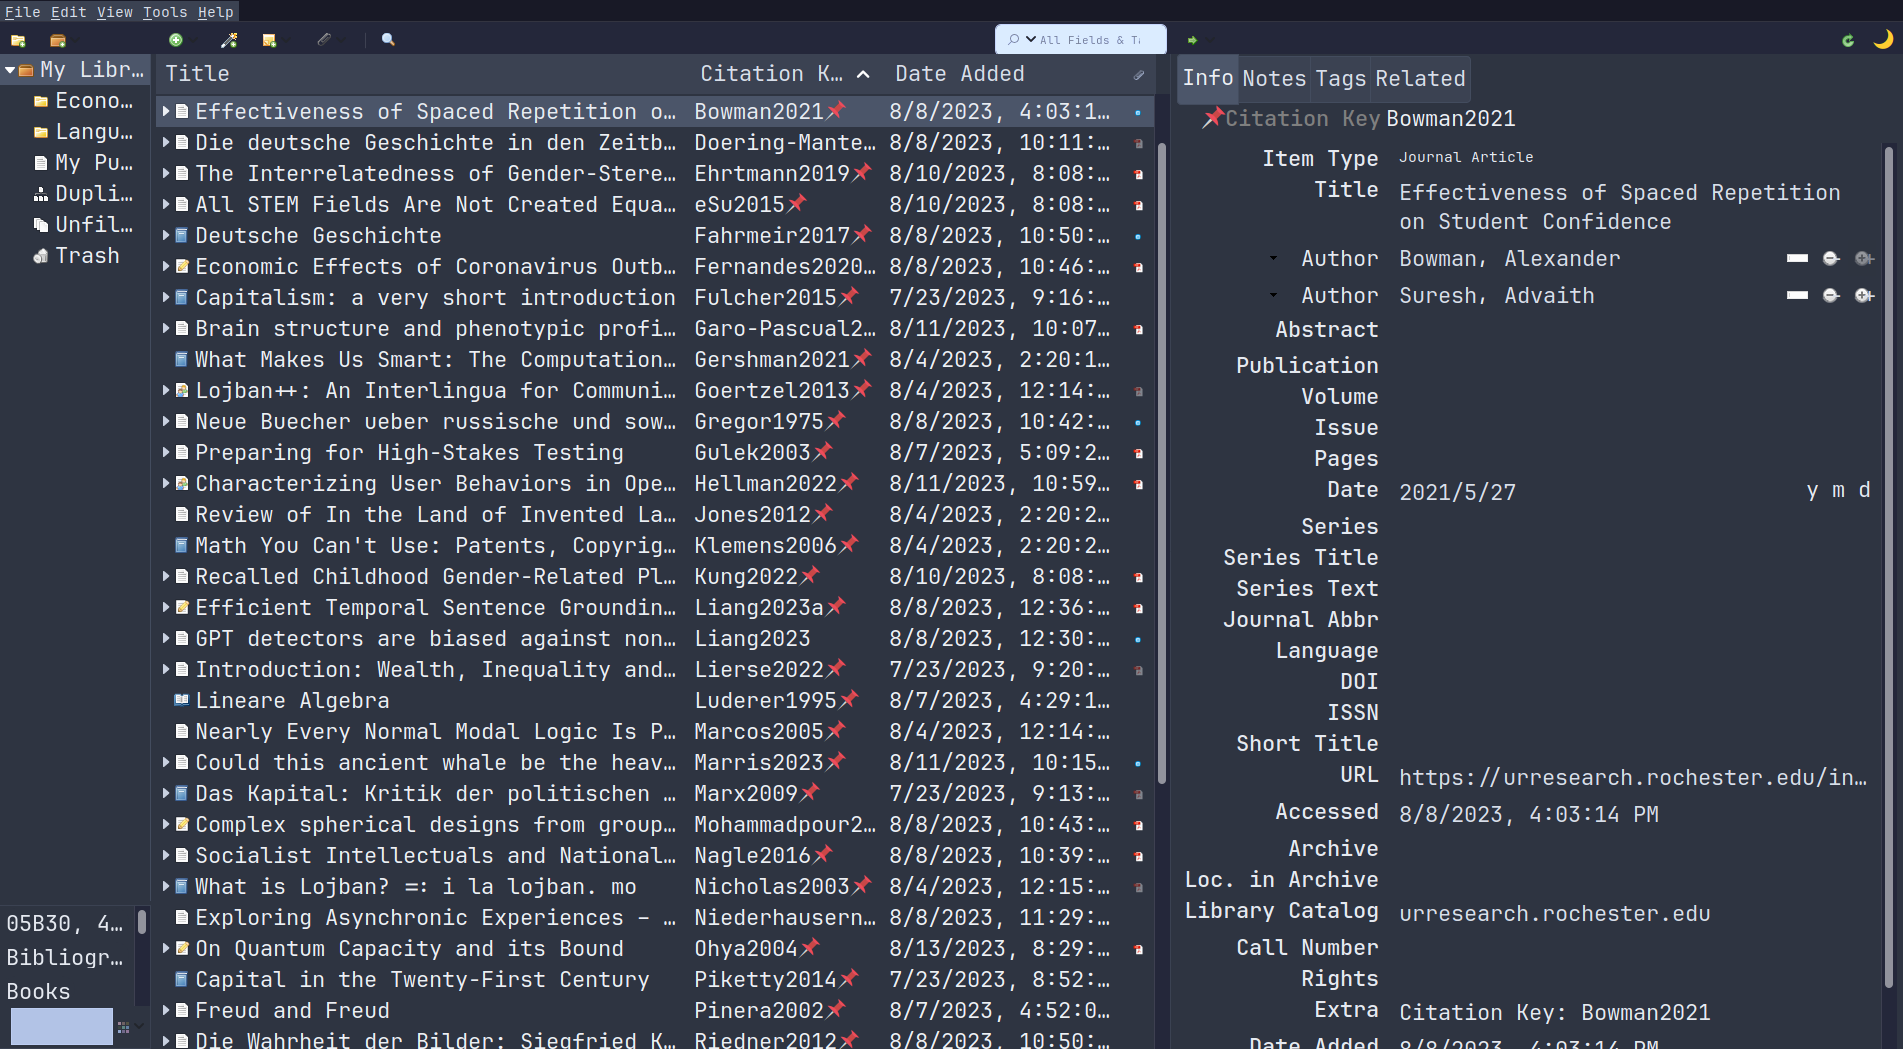 File Edit View Tools Help
All Fields & Ta
My Libr…
Econo…
Langu…
My Pu…
Dupli…
Unfil…
Trash
05B30, 4…
Bibliogr…
Books
Title Citation K… Date Added
Effectiveness of Spaced Repetition o… Bowman2021 8/8/2023, 4:03:1…
Die deutsche Geschichte in den Zeitb… Doering-Mante… 8/8/2023, 10:11:…
The Interrelatedness of Gender-Stere… Ehrtmann2019 8/10/2023, 8:08:…
All STEM Fields Are Not Created Equa… eSu2015 8/10/2023, 8:08:…
Deutsche Geschichte Fahrmeir2017 8/8/2023, 10:50:…
Economic Effects of Coronavirus Outb… Fernandes2020… 8/8/2023, 10:46:…
Capitalism: a very short introduction Fulcher2015 7/23/2023, 9:16:…
Brain structure and phenotypic profi… Garo-Pascual2… 8/11/2023, 10:07…
What Makes Us Smart: The Computation… Gershman2021 8/4/2023, 2:20:1…
Lojban++: An Interlingua for Communi… Goertzel2013 8/4/2023, 12:14:…
Neue Buecher ueber russische und sow… Gregor1975 8/8/2023, 10:42:…
Preparing for High-Stakes Testing Gulek2003 8/7/2023, 5:09:2…
Characterizing User Behaviors in Ope… Hellman2022 8/11/2023, 10:59…
Review of In the Land of Invented La… Jones2012 8/4/2023, 2:20:2…
Math You Can't Use: Patents, Copyrig… Klemens2006 8/4/2023, 2:20:2…
Recalled Childhood Gender-Related Pl… Kung2022 8/10/2023, 8:08:…
Efficient Temporal Sentence Groundin… Liang2023a 8/8/2023, 12:36:…
GPT detectors are biased against non… Liang2023 8/8/2023, 12:30:…
Introduction: Wealth, Inequality and… Lierse2022 7/23/2023, 9:20:…
Lineare Algebra Luderer1995 8/7/2023, 4:29:1…
Nearly Every Normal Modal Logic Is P… Marcos2005 8/4/2023, 12:14:…
Could this ancient whale be the heav… Marris2023 8/11/2023, 10:15…
Das Kapital: Kritik der politischen … Marx2009 7/23/2023, 9:13:…
Complex spherical designs from group… Mohammadpour2… 8/8/2023, 10:43:…
Socialist Intellectuals and National… Nagle2016 8/8/2023, 10:39:…
What is Lojban? =: i la lojban. mo Nicholas2003 8/4/2023, 12:15:…
Exploring Asynchronic Experiences – … Niederhausern… 8/8/2023, 11:29:…
On Quantum Capacity and its Bound Ohya2004 8/13/2023, 8:29:…
Capital in the Twenty-First Century Piketty2014 7/23/2023, 8:52:…
Freud and Freud Pinera2002 8/7/2023, 4:52:0…
Die Wahrheit der Bilder: Siegfried K… Riedner2012 8/8/2023, 10:50:…
Info Notes Tags Related
Citation Key Bowman2021
Item Type Journal Article
Title Effectiveness of Spaced Repetition
on Student Confidence
Author Bowman, Alexander
Author Suresh, Advaith
Abstract
Publication
Volume
Issue
Pages
Date 2021/5/27 y m d
Series
Series Title
Series Text
Journal Abbr
Language
DOI
ISSN
Short Title
URL https://urresearch.rochester.edu/in…
Accessed 8/8/2023, 4:03:14 PM
Archive
Loc. in Archive
Library Catalog urresearch.rochester.edu
Call Number
Rights
Extra Citation Key: Bowman2021
Date Added 8/8/2023, 4:03:14 PM